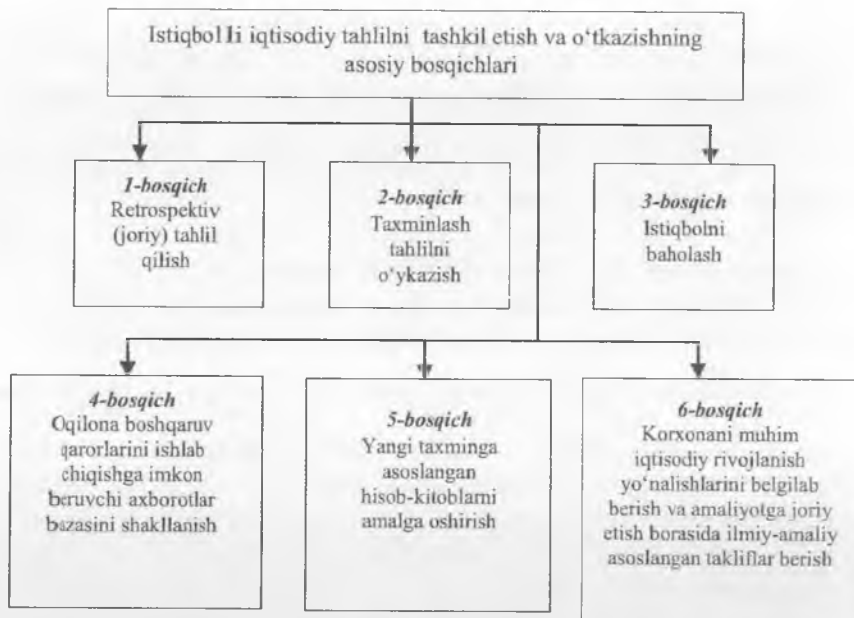 Istiqbolli iqtisodiy tahlilni tashkil etish va o‘tkazishning
asosiy bosqichlari
1-bosqich
Retrospektiv
(joriy) tahlil
qilish
2-bosqich
Taxminlash
tahlilni
o‘ykazish
3-bosqich
Istiqbolni
baholash
4-bosqich
Oqilona boshqaruv
qarorlarini ishlab
chiqishga imkon
beruvchi axborotlar
bazasini shakllanish
5-bosqich
Yangi taxminga
asoslangan
hisob-kitoblarni
amalga oshirish
6-bosqich
Korxonani muhim
iqtisodiy rivojlanish
yo‘nalishlarini belgilab
berish va amaliyotga joriy
etish borasida ilmiy-amaliy
asoslangan takliflar berish